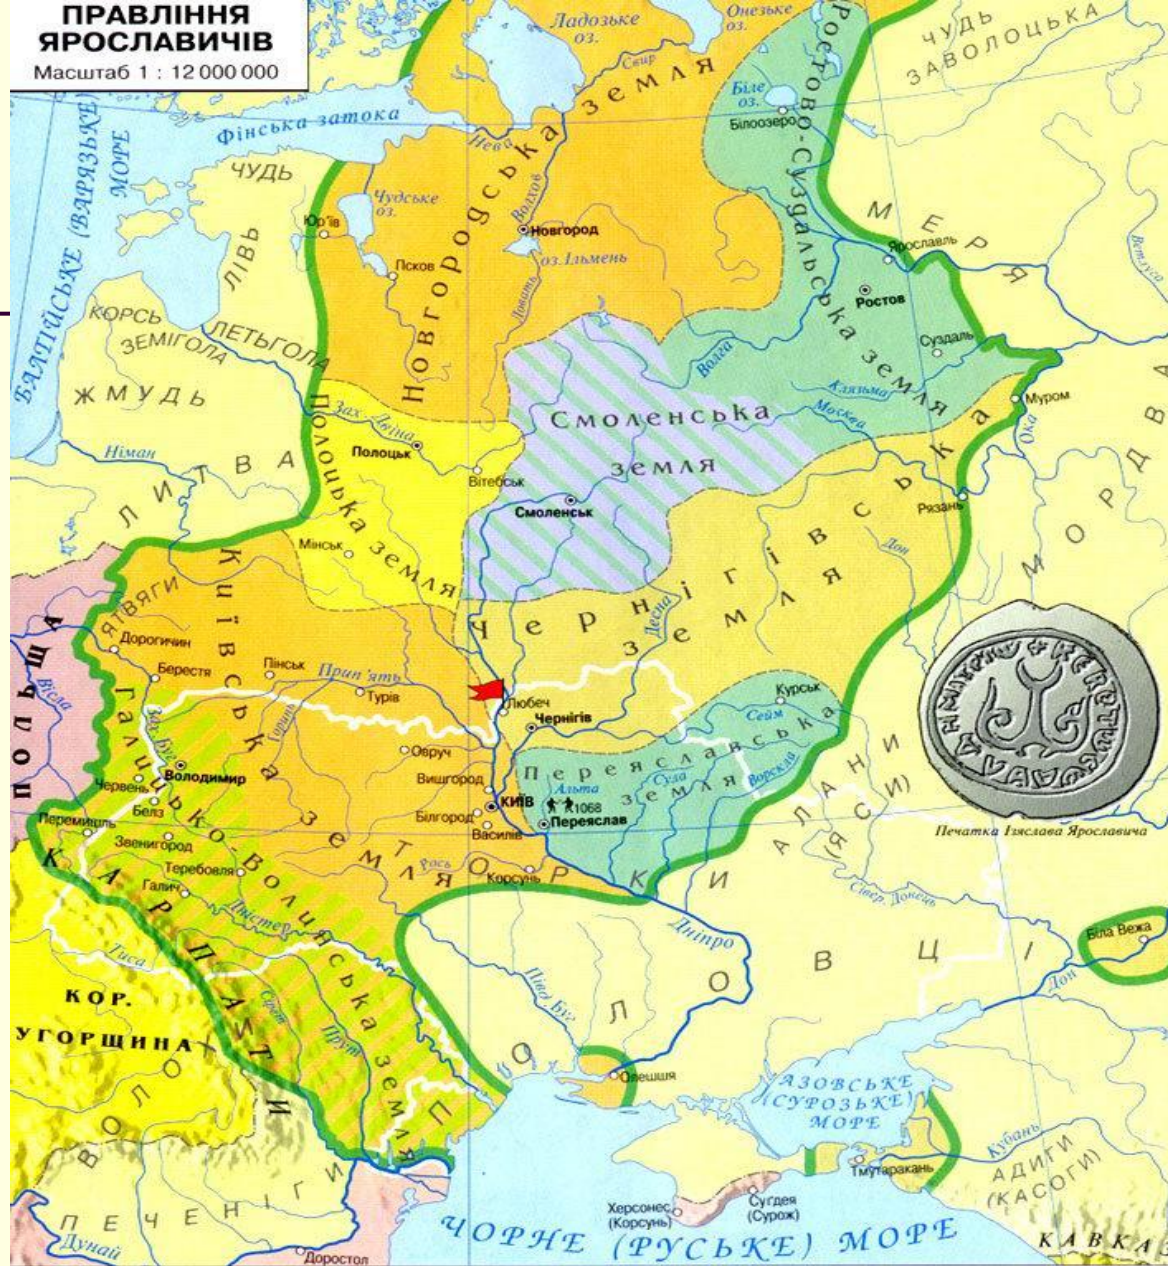 ПРАВЛІННЯ
ЯРОСЛАВИЧІВ
Масштаб 1 : 12 000 000
Ладозьке
оз.
Онезьке
оз.
Свир
ЧУДЬ
ЗАВОЛОЦЬКА
Біле
оз.
Білоозеро
Ростово-Суздальська земля
Новгородська земля
Фінська затока
Нева
БАЛТІЙСЬКЕ (ВАРЯЗЬКЕ)
МОРЕ
ЧУДЬ
Чудське
оз.
Волхов
Юр'їв
Новгород
МЕРЯ
Ветлуга
Ярославль
ЛІВЬ
Псков
оз.Ільмень
Ловать
Ростов
КОРСЬ
ЗЕМІГОЛА
ЛЕТЬГОЛА
Волга
Суздаль
ЖМУДЬ
Клязьма
Москва
Муром
Ока
Зах. Двіна
Смоленська
земля
Полоцьк
Вітебськ
Полоцька земля
Німан
ЛИТВА
Смоленськ
Рязань
МОРДВА
Мінськ
Дон
Чернігівська
земля
Десна
ЯТВЯГИ
Київська земля
Дорогичин
Берестя
Пінськ
Прип'ять
Турів
ПОЛЬЩА
Вісла
Любеч
Чернігів
Курськ
Сейм
Горинь
Зах. Буг
Овруч
Переяславська
земля
Сула
Ворскла
Альта
1068
Володимир
Вишгород
КИЇВ
Червень
Белз
Білгород
Василів
Переяслав
Перемишль
Звенигород
Теребовля
Галич
Галицько-Волинська земля
Рось
Корсунь
ТОРКИ
АЛАНИ
(ЯСИ)
Печатка Ізяслава Ярославича
КАРПАТИ
Дністер
Сівер. Донець
Дніпро
Біла Вежа
Тиса
Півд. Буг
ПОЛОВЦІ
Дон
КОР.
УГОРЩИНА
Сірет
Прут
Олешшя
АЗОВСЬКЕ
(СУРОЗЬКЕ)
МОРЕ
ВОЛОХИ
Тмутаракань
Кубань
АДИГИ
(КАСОГИ)
Херсонес
(Корсунь)
Сугдея
(Сурож)
ПЕЧЕНІГИ
Дунай
Доростол
ЧОРНЕ (РУСЬКЕ) МОРЕ
КАВКАЗ